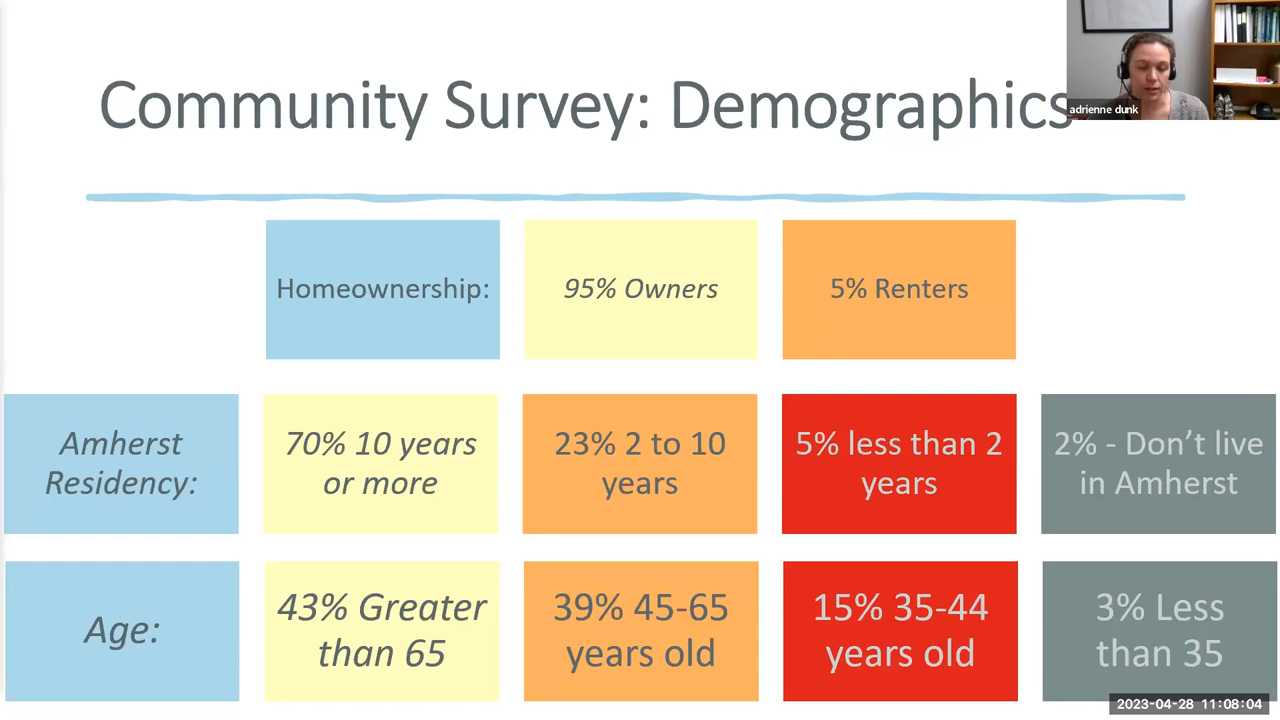 Community Survey: Demographics
adrienne dunk
Homeownership:
95% Owners
5% Renters
Amherst
Residency:
70% 10 years
or more
23% 2 to 10
years
5% less than 2
years
2% - Don’t live
in Amherst
Age:
43% Greater
than 65
39% 45-65
years old
15% 35-44
years old
3% Less
than 35
2023-04-28 11:08:04